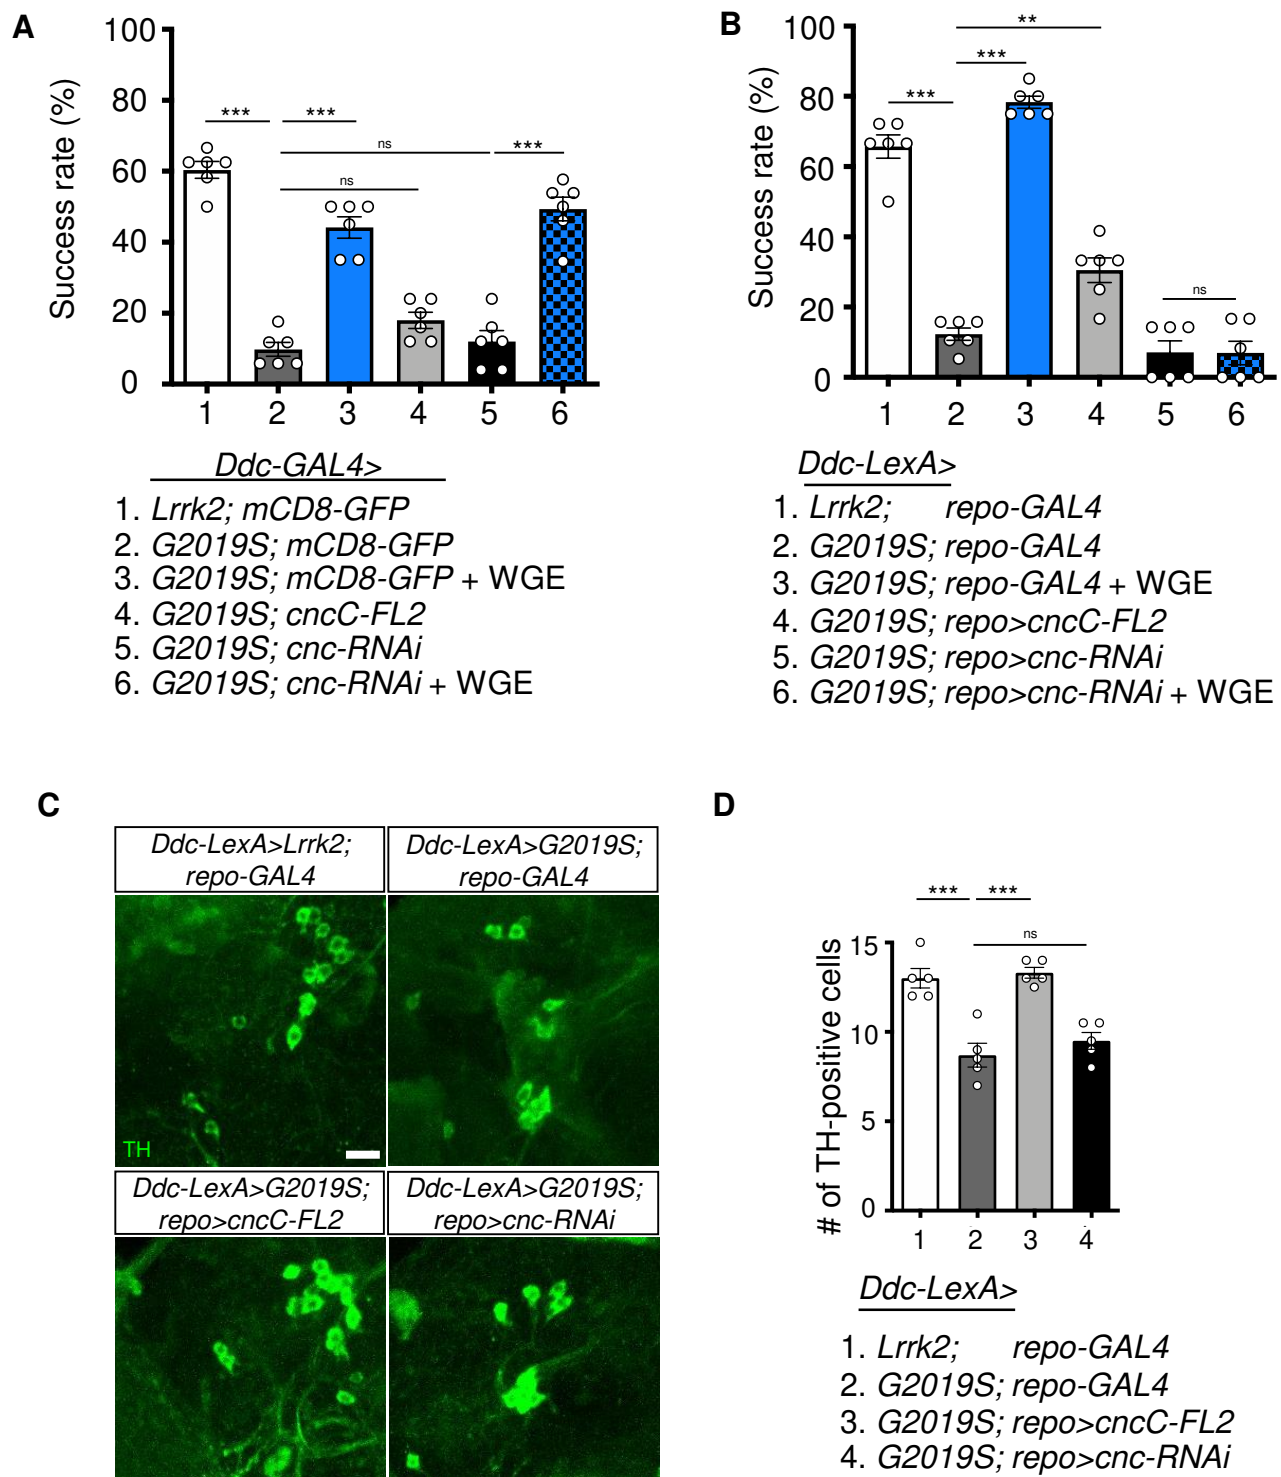 A
Success rate (%)
100
80
60
40
20
0
***
***
ns
***
ns
1 2 3 4 5 6
Ddc-GAL4>
1. Lrrk2; mCD8-GFP
2. G2019S; mCD8-GFP
3. G2019S; mCD8-GFP + WGE
4. G2019S; cncC-FL2
5. G2019S; cnc-RNAi
6. G2019S; cnc-RNAi + WGE
B
Success rate (%)
100
80
60
40
20
0
**
***
***
ns
1 2 3 4 5 6
Ddc-LexA>
1. Lrrk2; repo-GAL4
2. G2019S; repo-GAL4
3. G2019S; repo-GAL4 + WGE
4. G2019S; repo>cncC-FL2
5. G2019S; repo>cnc-RNAi
6. G2019S; repo>cnc-RNAi + WGE
C
Ddc-LexA>Lrrk2;
repo-GAL4
Ddc-LexA>G2019S;
repo-GAL4
TH
Ddc-LexA>G2019S;
repo>cncC-FL2
Ddc-LexA>G2019S;
repo>cnc-RNAi
D
# of TH-positive cells
15
10
5
0
*** ***
ns
1 2 3 4
Ddc-LexA>
1. Lrrk2; repo-GAL4
2. G2019S; repo-GAL4
3. G2019S; repo>cncC-FL2
4. G2019S; repo>cnc-RNAi